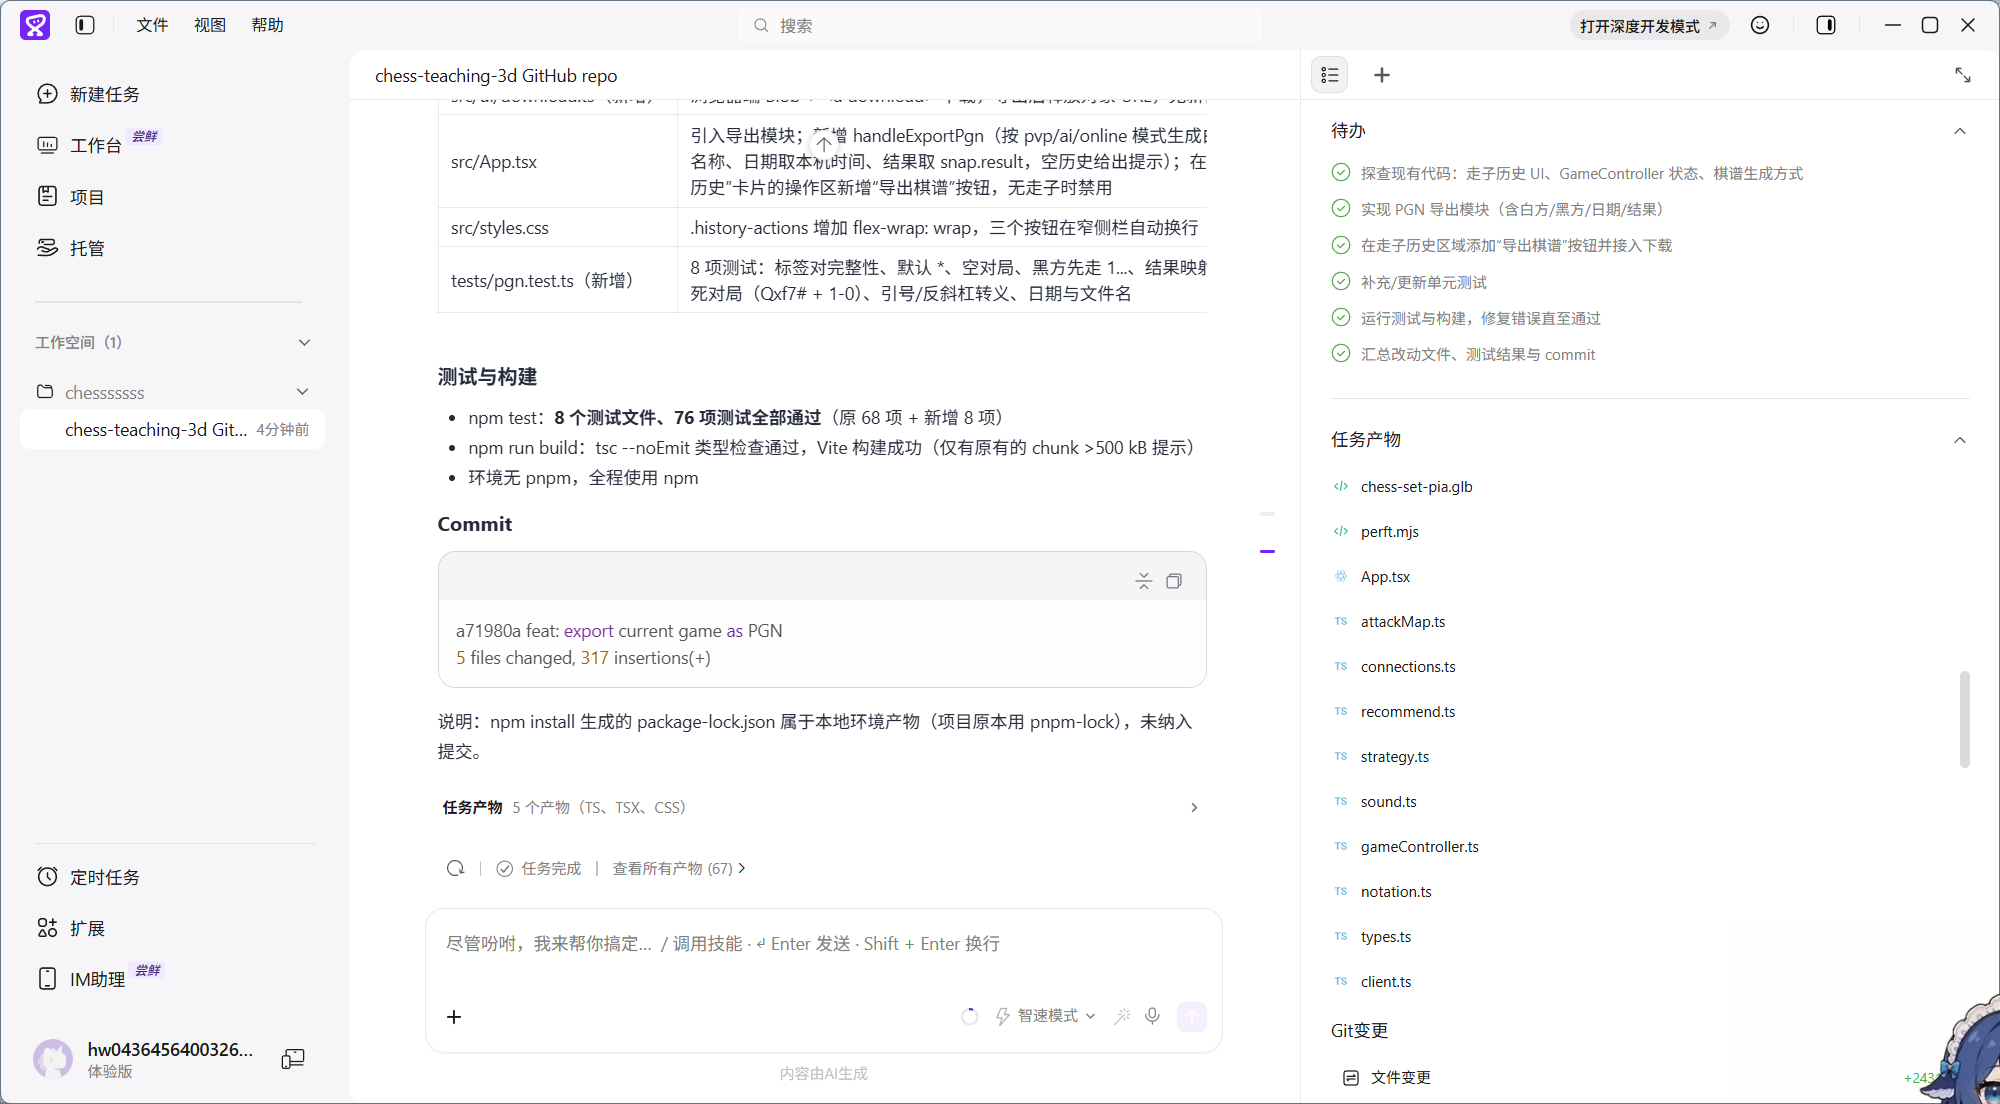 文件 视图 帮助
搜索
打开深度开发模式
新建任务
工作台 尝鲜
项目
托管
工作空间（1）
chesssssss
chess-teaching-3d Git... 4分钟前
定时任务
扩展
IM助理 尝鲜
hw0436456400326...
体验版
chess-teaching-3d GitHub repo
src/App.tsx
引入导出模块；新增 handleExportPgn（按 pvp/ai/online 模式生成
名称、日期取本机时间、结果取 snap.result，空历史给出提示）；在
历史”卡片的操作区新增“导出棋谱”按钮，无走子时禁用
src/styles.css
.history-actions 增加 flex-wrap: wrap，三个按钮在窄侧栏自动换行
tests/pgn.test.ts（新增）
8 项测试：标签对完整性、默认 *、空对局、黑方先走 1...、结果映射
死对局（Qxf7# + 1-0）、引号/反斜杠转义、日期与文件名
测试与构建
npm test：8 个测试文件、76 项测试全部通过（原 68 项 + 新增 8 项）
npm run build：tsc --noEmit 类型检查通过，Vite 构建成功（仅有原有的 chunk >500 kB 提示）
环境无 pnpm，全程使用 npm
Commit
a71980a feat: export current game as PGN
5 files changed, 317 insertions(+)
说明：npm install 生成的 package-lock.json 属于本地环境产物（项目原本用 pnpm-lock），未纳入
提交。
任务产物 5 个产物（TS、TSX、CSS）
任务完成 | 查看所有产物 (67)
尽管吩咐，我来帮你搞定... / 调用技能 · ↵ Enter 发送 · Shift + Enter 换行
智速模式
内容由AI生成
待办
探查现有代码：走子历史 UI、GameController 状态、棋谱生成方式
实现 PGN 导出模块（含白方/黑方/日期/结果）
在走子历史区域添加“导出棋谱”按钮并接入下载
补充/更新单元测试
运行测试与构建，修复错误直至通过
汇总改动文件、测试结果与 commit
任务产物
chess-set-pia.glb
perft.mjs
App.tsx
TS attackMap.ts
TS connections.ts
TS recommend.ts
TS strategy.ts
TS sound.ts
TS gameController.ts
TS notation.ts
TS types.ts
TS client.ts
Git变更
文件变更